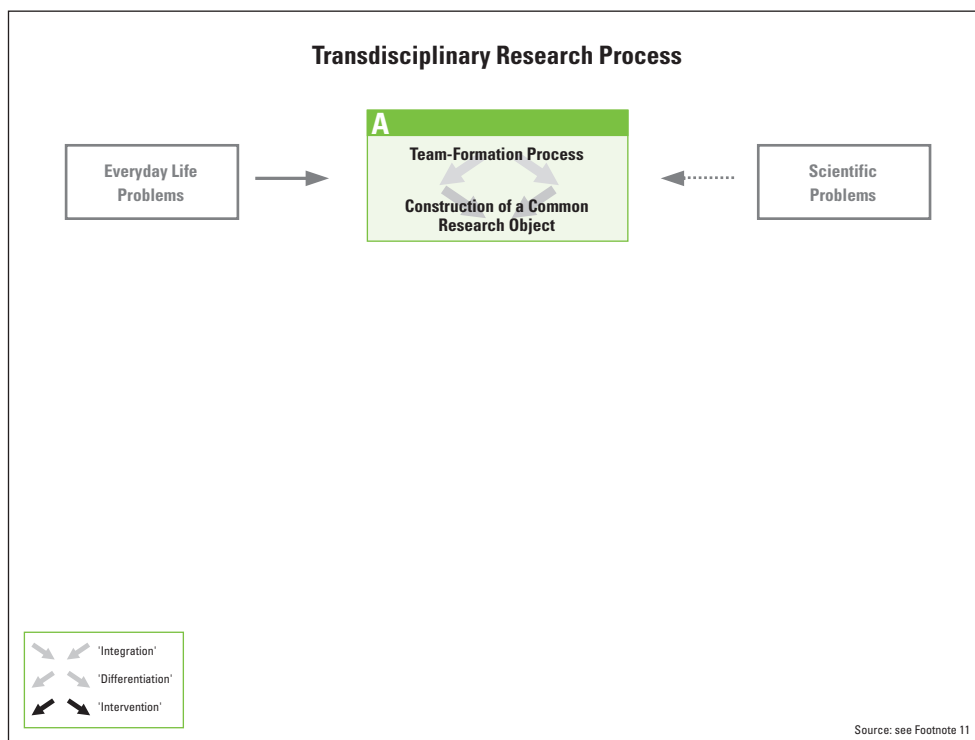 Transdisciplinary Research Process
A
Everyday Life
Problems
Team-Formation Process
Construction of a Common
Research Object
Scientific
Problems
'Integration'
'Differentiation'
'Intervention'
Source: see Footnote 11